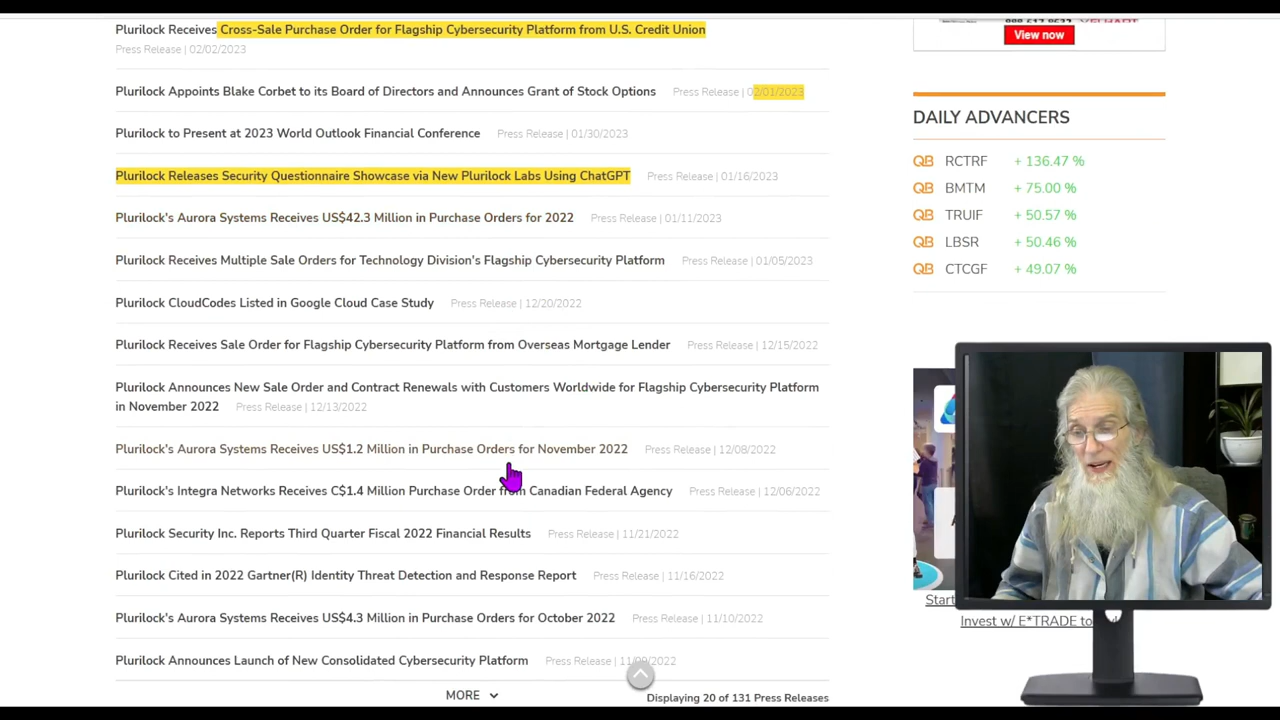 Plurilock Receives Cross-Sale Purchase Order for Flagship Cybersecurity Platform from U.S. Credit Union
Press Release | 02/02/2023
Plurilock Appoints Blake Corbet to its Board of Directors and Announces Grant of Stock Options Press Release | 02/01/2023
Plurilock to Present at 2023 World Outlook Financial Conference Press Release | 01/30/2023
Plurilock Releases Security Questionnaire Showcase via New Plurilock Labs Using ChatGPT Press Release | 01/16/2023
Plurilock's Aurora Systems Receives US$42.3 Million in Purchase Orders for 2022 Press Release | 01/11/2023
Plurilock Receives Multiple Sale Orders for Technology Division's Flagship Cybersecurity Platform Press Release | 01/05/2023
Plurilock CloudCodes Listed in Google Cloud Case Study Press Release | 12/20/2022
Plurilock Receives Sale Order for Flagship Cybersecurity Platform from Overseas Mortgage Lender Press Release | 12/15/2022
Plurilock Announces New Sale Order and Contract Renewals with Customers Worldwide for Flagship Cybersecurity Platform
in November 2022 Press Release | 12/13/2022
Plurilock's Aurora Systems Receives US$1.2 Million in Purchase Orders for November 2022 Press Release | 12/08/2022
Plurilock's Integra Networks Receives C$1.4 Million Purchase Order from Canadian Federal Agency Press Release | 12/06/2022
Plurilock Security Inc. Reports Third Quarter Fiscal 2022 Financial Results Press Release | 11/21/2022
Plurilock Cited in 2022 Gartner(R) Identity Threat Detection and Response Report Press Release | 11/16/2022
Plurilock's Aurora Systems Receives US$4.3 Million in Purchase Orders for October 2022 Press Release | 11/10/2022
Plurilock Announces Launch of New Consolidated Cybersecurity Platform Press Release | 11/09/2022
MORE
Displaying 20 of 131 Press Releases
View now
DAILY ADVANCERS
QB RCTRF + 136.47 %
QB BMTM + 75.00 %
QB TRUIF + 50.57 %
QB LBSR + 50.46 %
QB CTCGF + 49.07 %
Start
Invest w/ E*TRADE